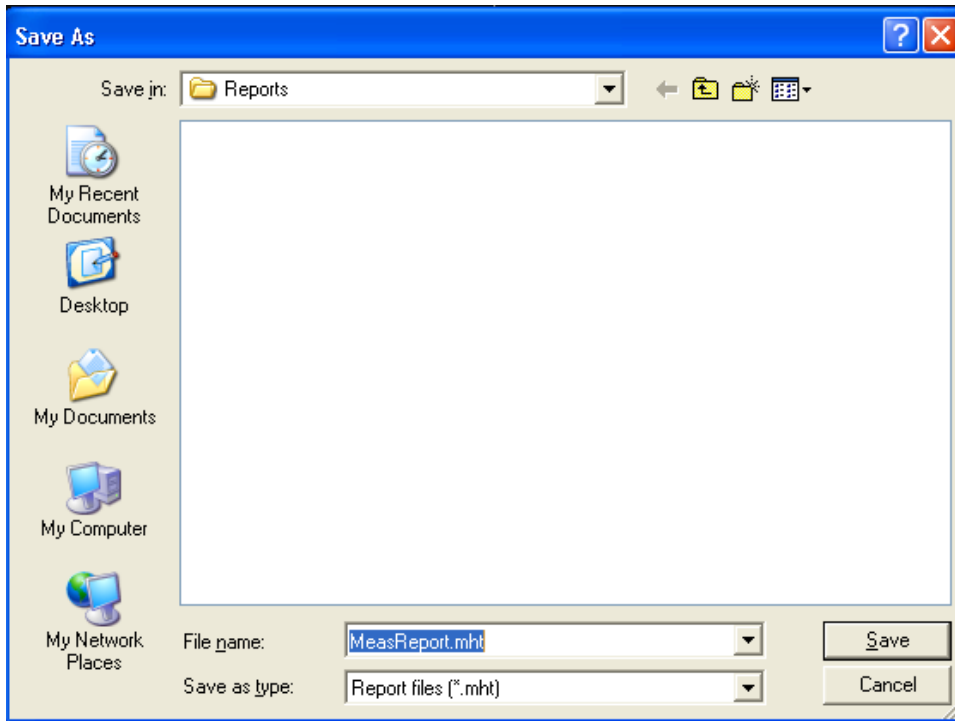 Save As
Save in:
Reports
My Recent
Documents
Desktop
My Documents
My Computer
My Network
Places
File name:
MeasReport.mht
Save
Save as type:
Report files (*.mht)
Cancel